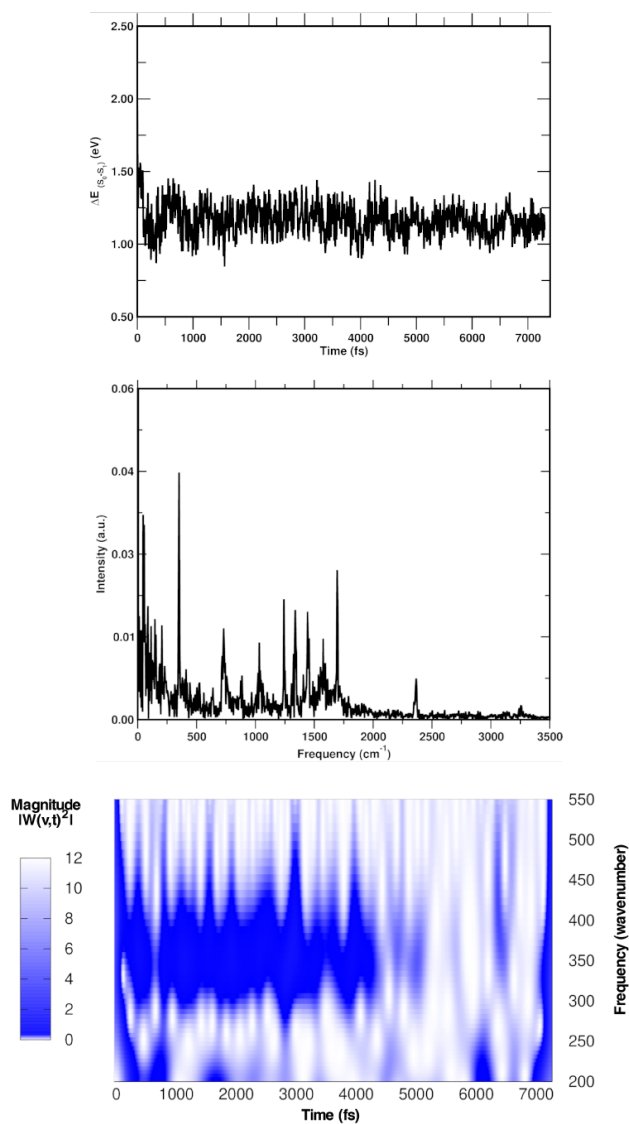 2.50
2.00
1.50
1.00
0.50
ΔE (S0-S1) (eV)
0 1000 2000 3000 4000 5000 6000 7000
Time (fs)
0.06
0.04
0.03
0.01
0.00
Intensity (a.u.)
0 500 1000 1500 2000 2500 3000 3500
Frequency (cm-1)
Magnitude
|W(v,t)2|
12
10
8
6
4
2
0
550
500
450
400
350
300
250
200
Frequency (wavenumber)
0 1000 2000 3000 4000 5000 6000 7000
Time (fs)